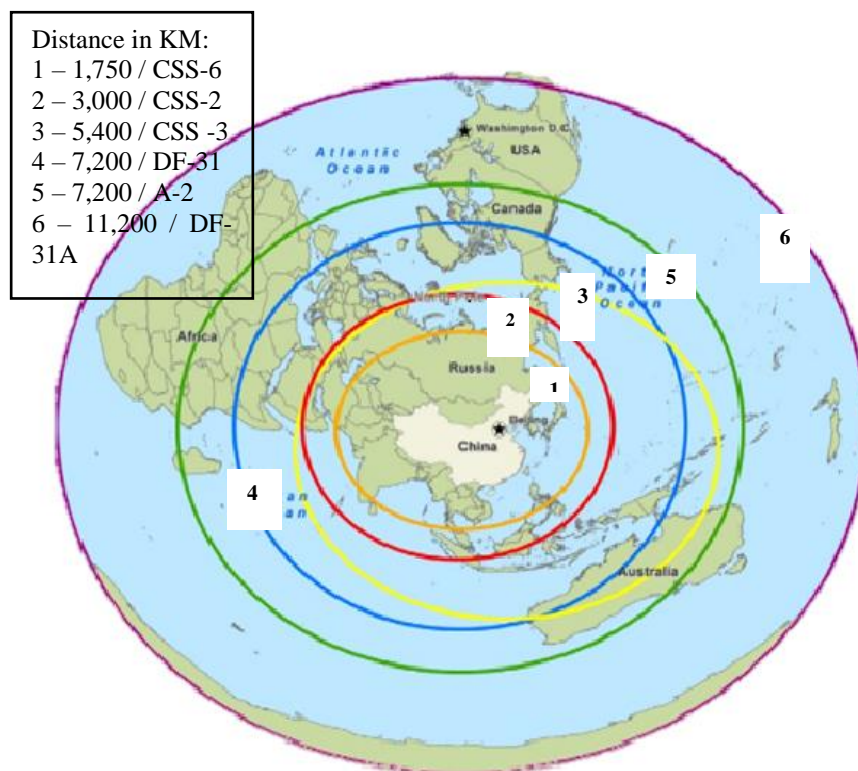 Distance in KM:
1 – 1,750 / CSS-6
2 – 3,000 / CSS-2
3 – 5,400 / CSS -3
4 – 7,200 / DF-31
5 – 7,200 / A-2
6 – 11,200 / DF-
31A
Washington D.C.
USA
Atlantic
Ocean
Canada
6
5
North
Pacific
Ocean
3
North Pole
2
Africa
Russia
1
Beijing
China
4
Australia